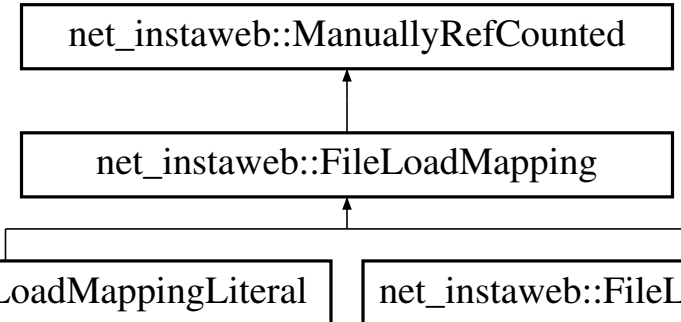 net_instaweb::ManuallyRefCounted
net_instaweb::FileLoadMapping
LoadMappingLiteral net_instaweb::FileL